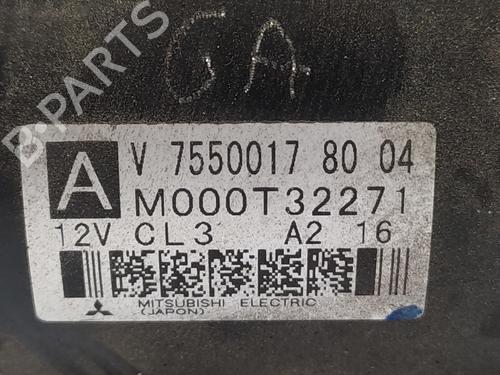 GA
B-PARTS
A
V 7550017 80 04
M000T32271
12V CL3 A2 16
MITSUBISHI ELECTRIC
(JAPON)